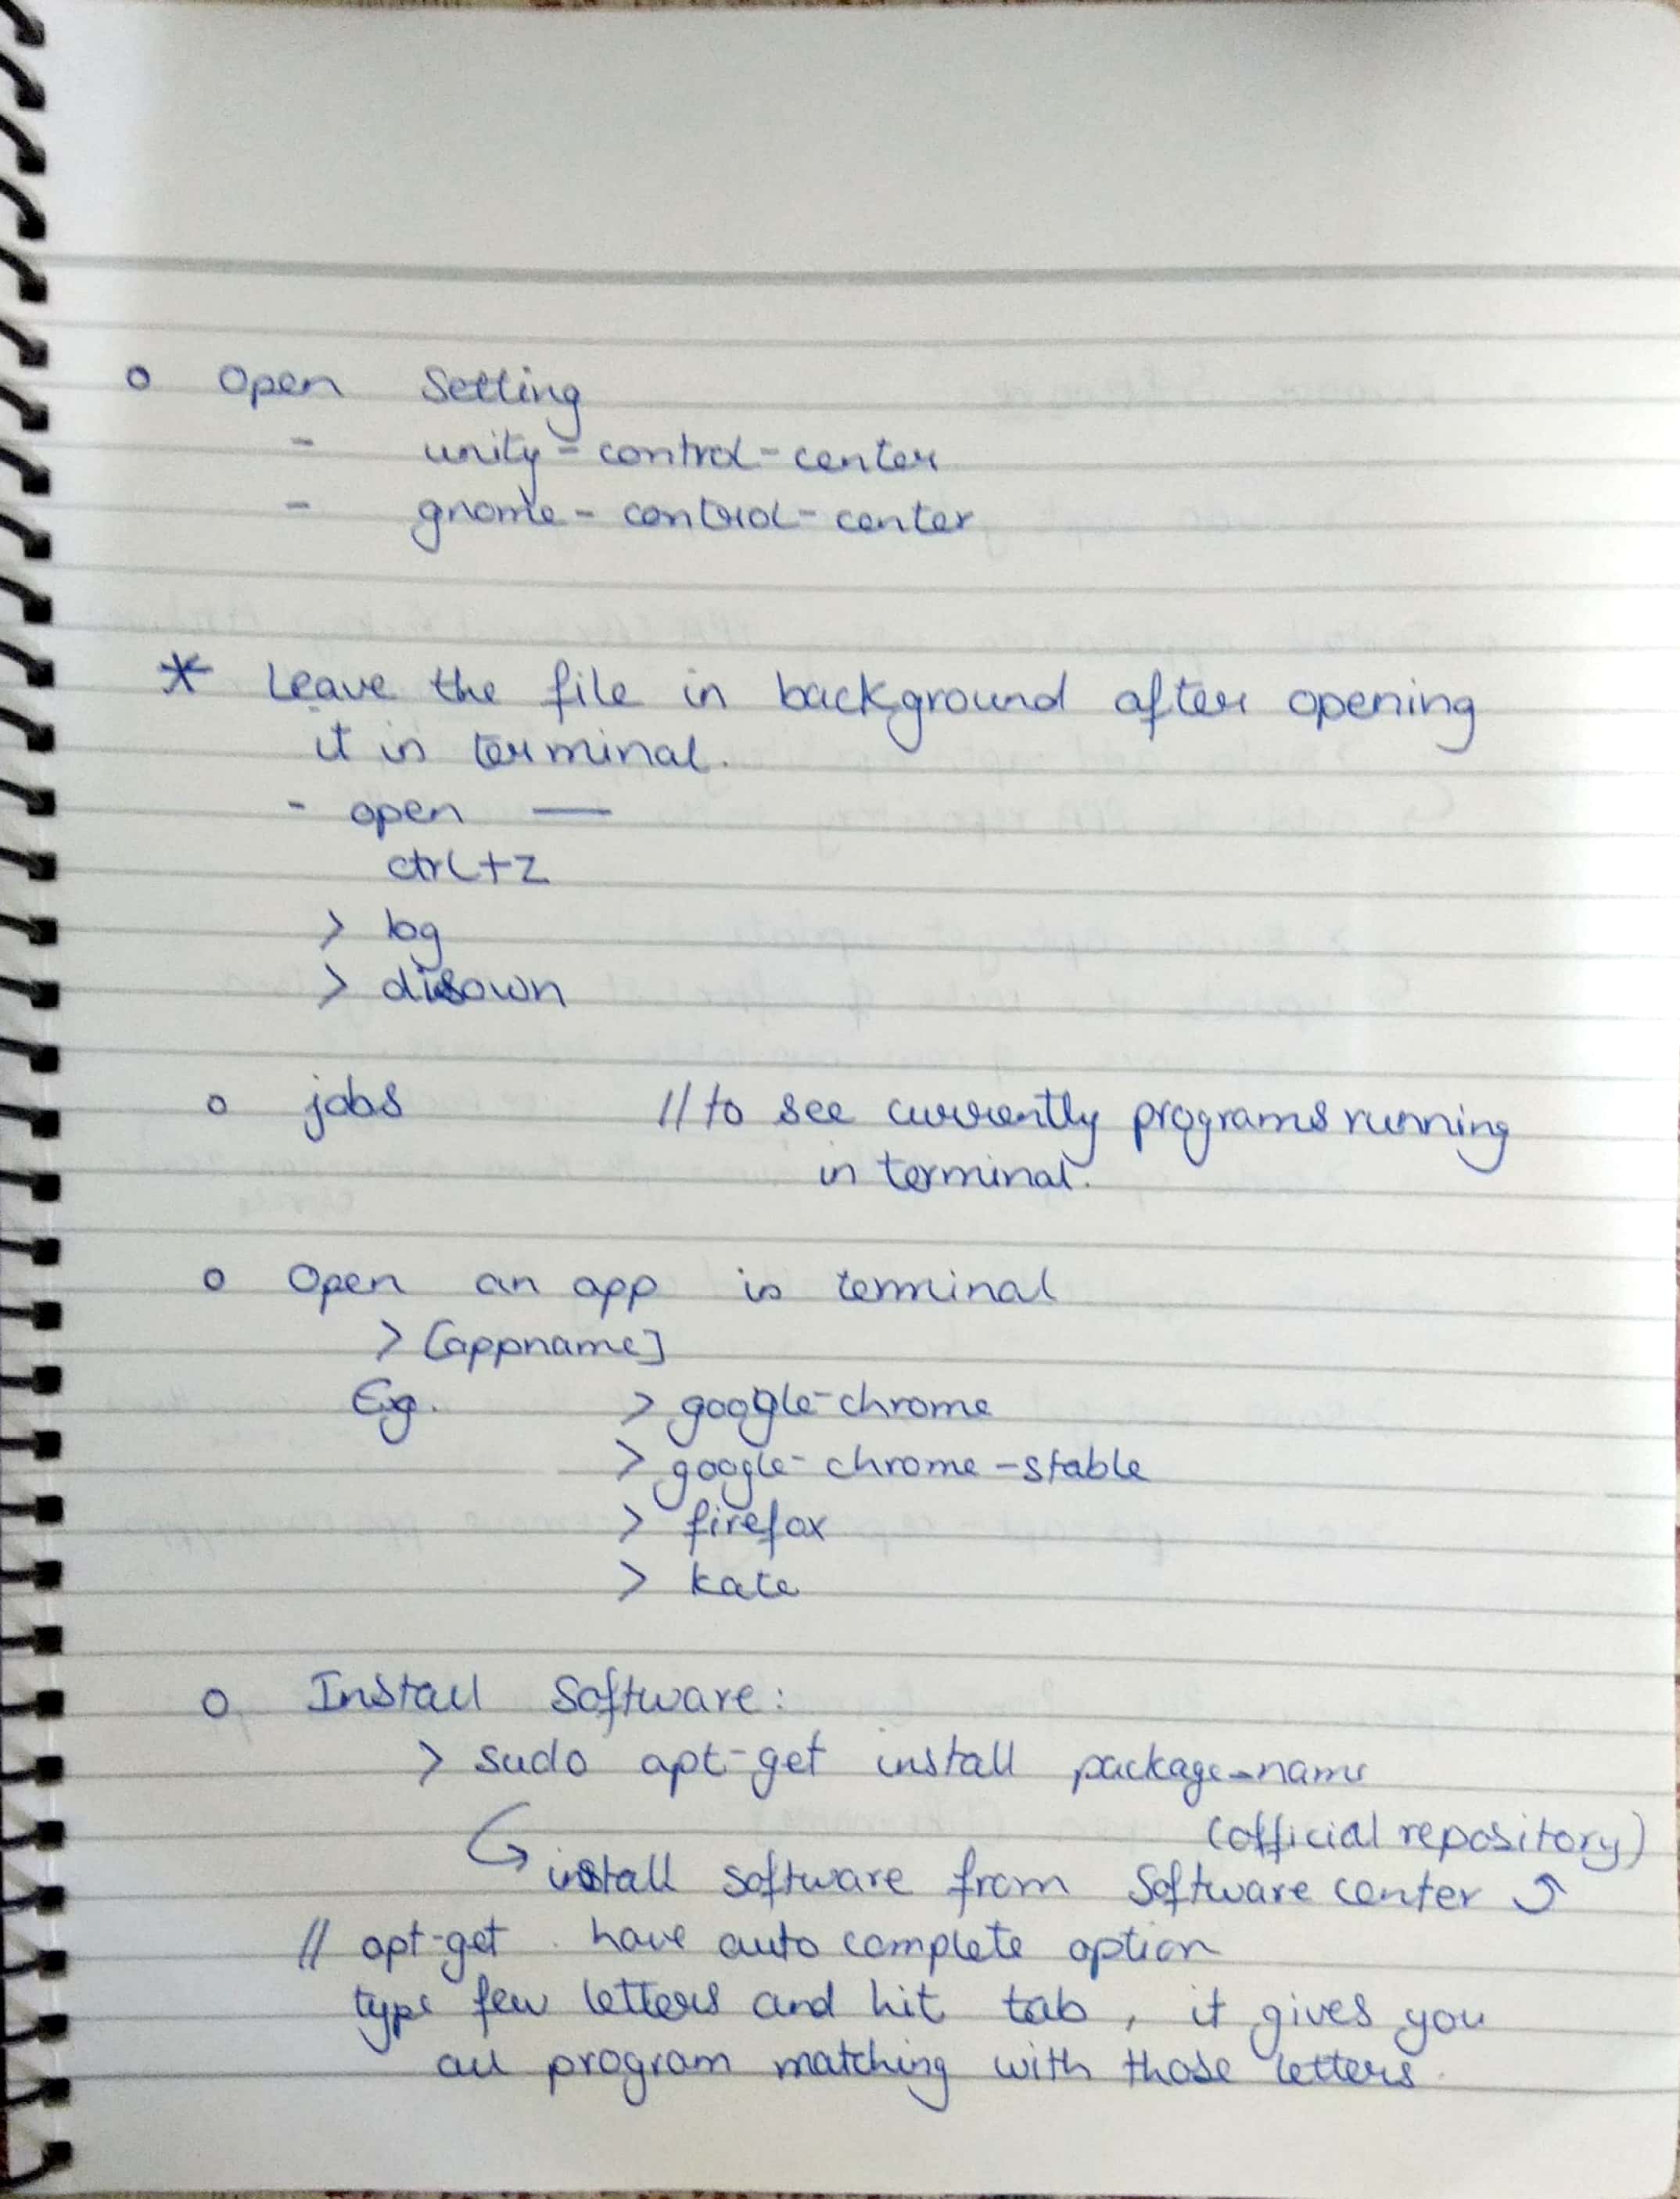 o Open Setting
- unity-control-center
- gnome-control-center
* Leave the file in background after opening
it in terminal.
- open —
ctrl+z
> bg
> disown
o jobs // to see currently programs running
in terminal.
o Open an app in terminal
> [appname]
Eg. > google-chrome
> google-chrome-stable
> firefox
> kate
o Install Software:
> sudo apt-get install package-name
(official repository)
↳ install software from Software center ⤴
// apt-get have auto complete option
type few letters and hit tab, it gives you
all program matching with those letters.